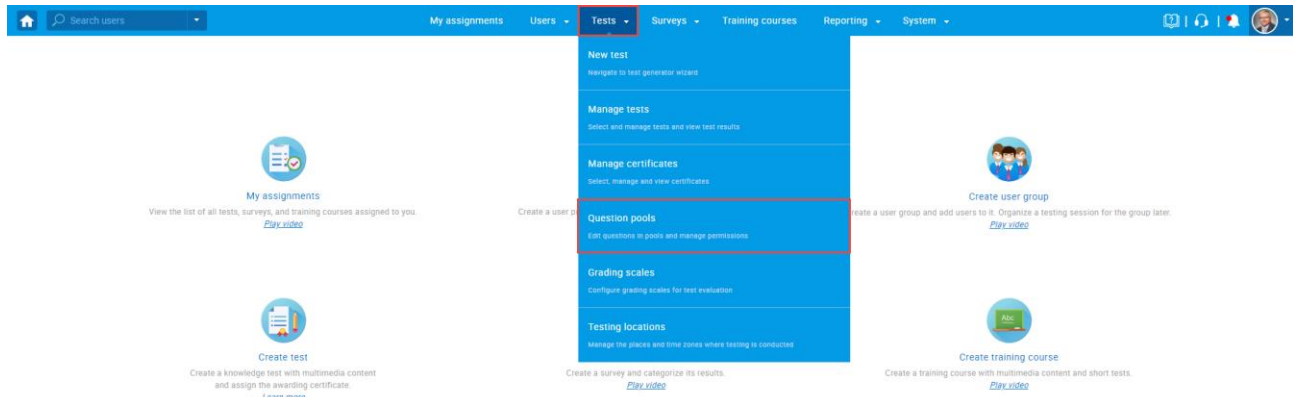 Search users
My assignments
Users
Tests
Surveys
Training courses
Reporting
System
New test
Navigate to test generator wizard
Manage tests
Select and manage tests and view test results
Manage certificates
Select, manage and view certificates
Question pools
Edit questions in pools and manage permissions
Grading scales
Configure grading scales for test evaluation
Testing locations
Manage the places and time zones where testing is conducted
My assignments
View the list of all tests, surveys, and training courses assigned to you.
Play video
Create a user
Create user group
reate a user group and add users to it. Organize a testing session for the group later.
Play video
Abc
Create test
Create a knowledge test with multimedia content
and assign the awarding certificate.
Learn more
Create a survey and categorize its results.
Play video
Create training course
Create a training course with multimedia content and short tests.
Play video